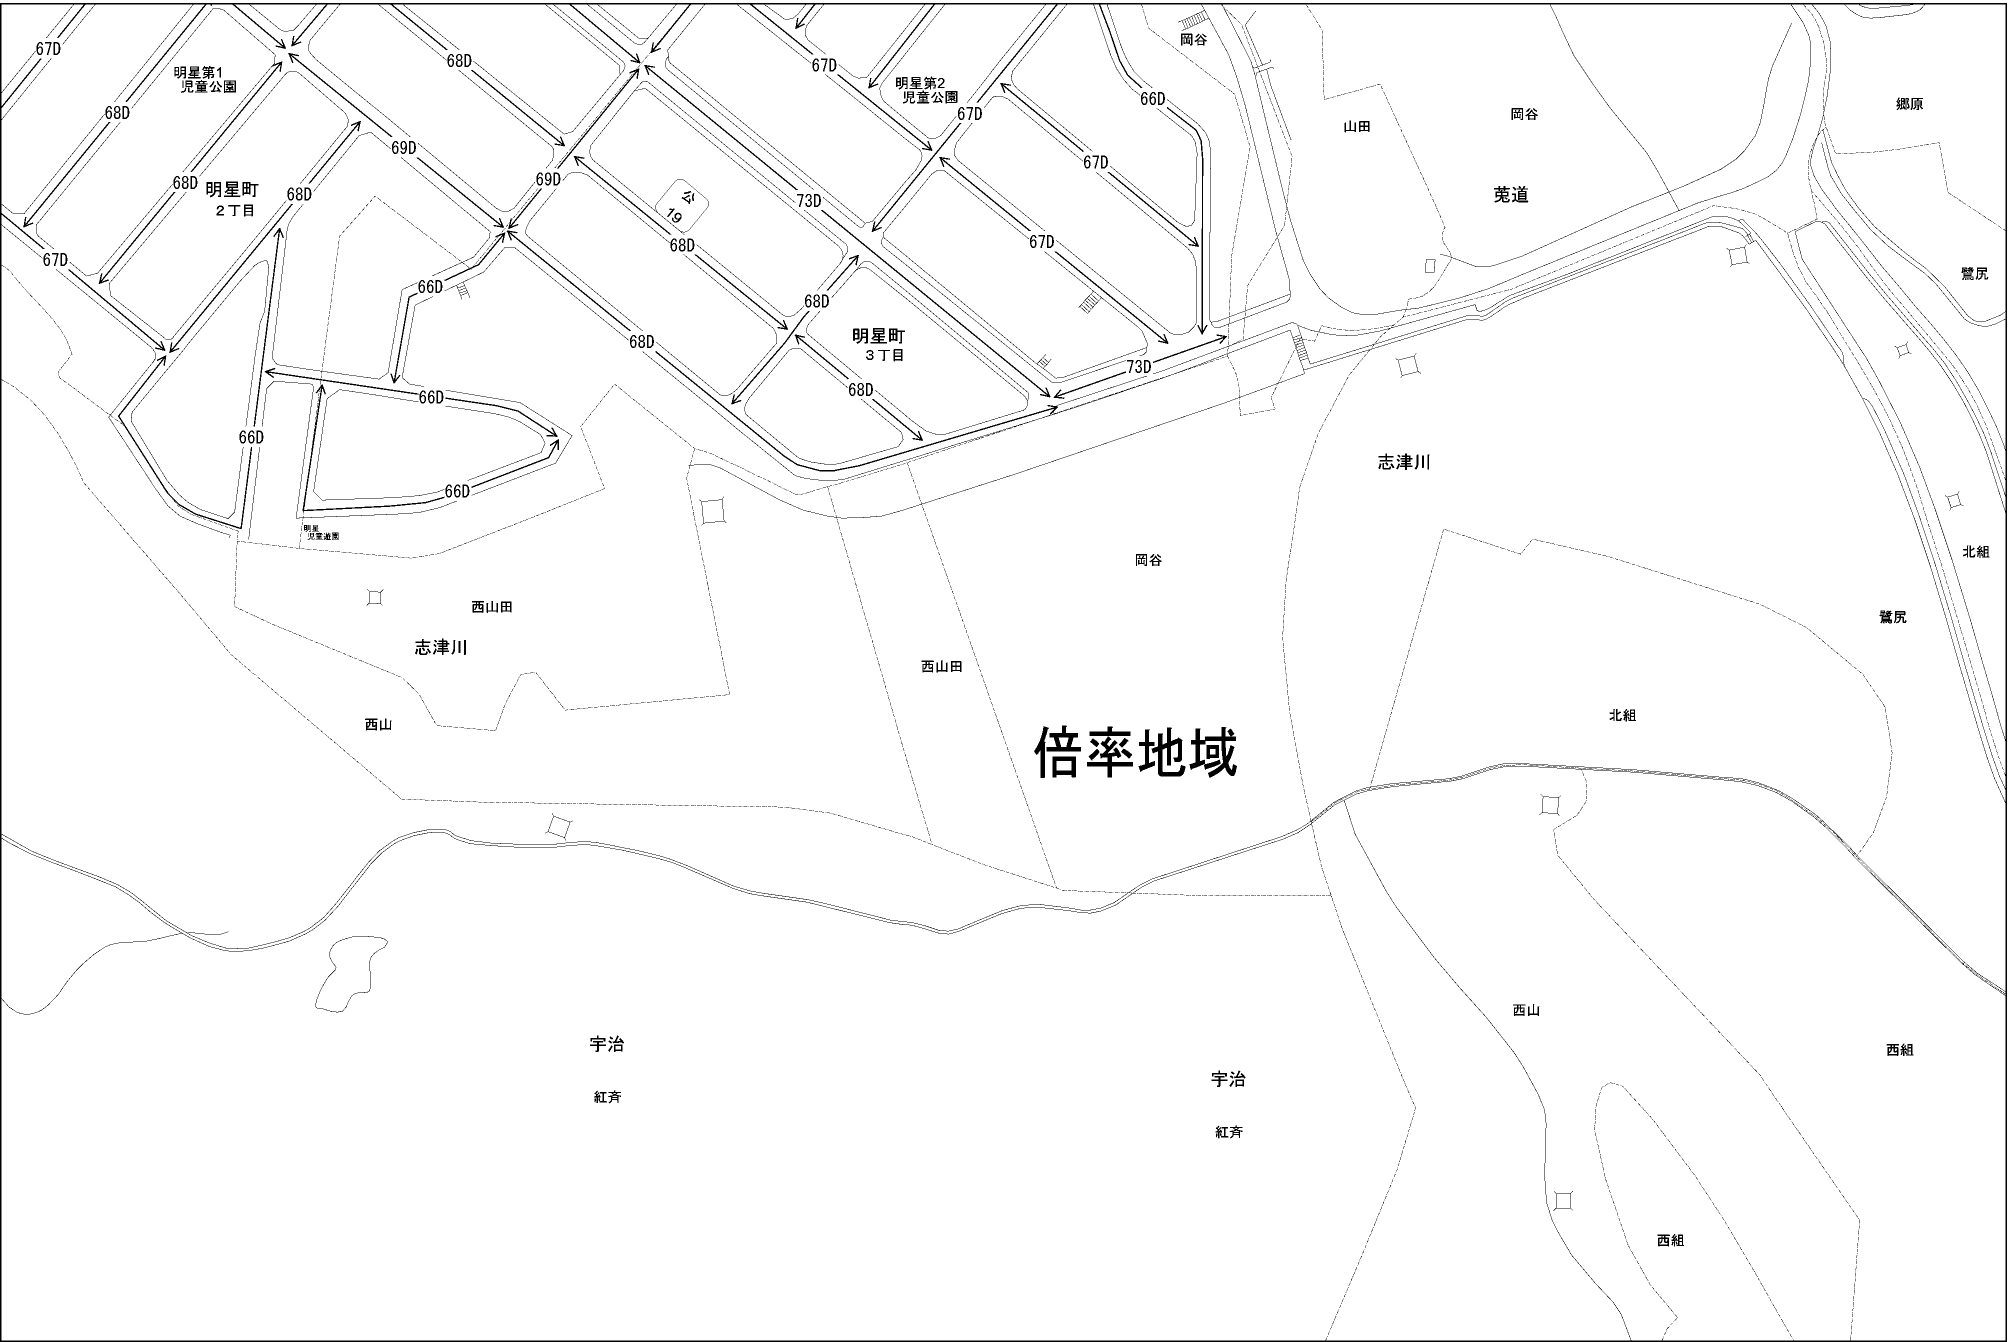 67D
明星第1
児童公園
68D
68D
67D
明星第2
児童公園
岡谷
66D
67D
郷原
岡谷
山田
68D
69D
67D
69D
68D
明星町
2丁目
68D
公
19
73D
莵道
67D
68D
67D
66D
68D
鷺尻
68D
明星町
3丁目
73D
68D
66D
66D
志津川
66D
明星
児童遊園
岡谷
北組
西山田
鷺尻
志津川
西山田
北組
西山
倍率地域
西山
宇治
西組
宇治
紅斉
紅斉
西組